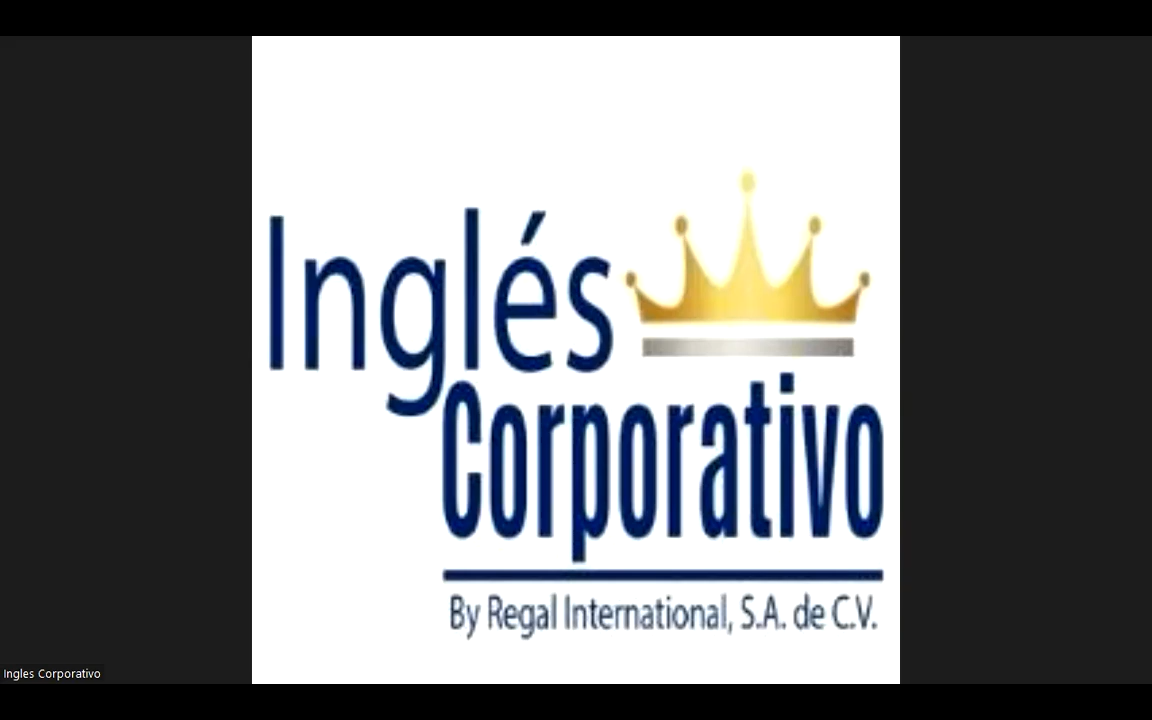 Inglés
Corporativo
By Regal International, S.A. de C.V.
Ingles Corporativo